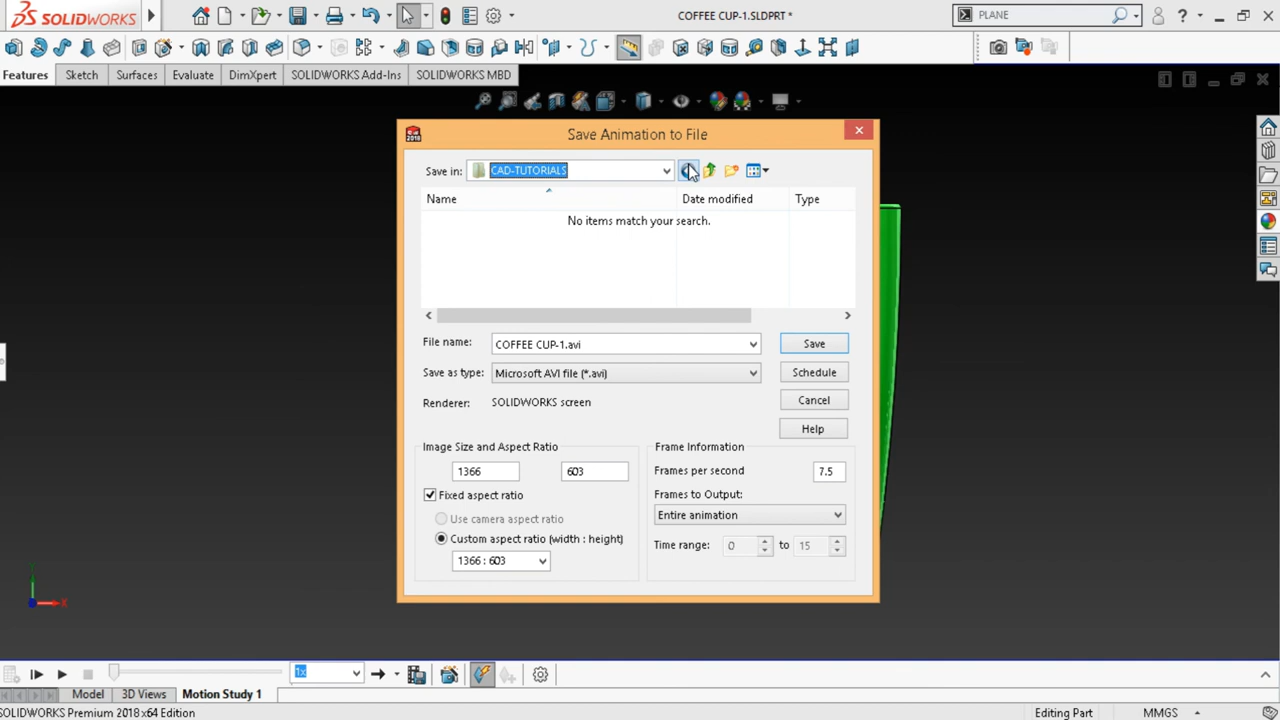 SOLIDWORKS
COFFEE CUP-1.SLDPRT *
PLANE
Features
Sketch
Surfaces
Evaluate
DimXpert
SOLIDWORKS Add-Ins
SOLIDWORKS MBD
2018
Save Animation to File
Save in:
CAD-TUTORIALS
Name
Date modified
Type
No items match your search.
File name:
COFFEE CUP-1.avi
Save
Save as type:
Microsoft AVI file (*.avi)
Schedule
Renderer:
SOLIDWORKS screen
Cancel
Help
Image Size and Aspect Ratio
1366
603
Fixed aspect ratio
Use camera aspect ratio
Custom aspect ratio (width : height)
1366 : 603
Frame Information
Frames per second
7.5
Frames to Output:
Entire animation
Time range:
0
to
15
Y
X
1x
Model
3D Views
Motion Study 1
SOLIDWORKS Premium 2018 x64 Edition
Editing Part
MMGS